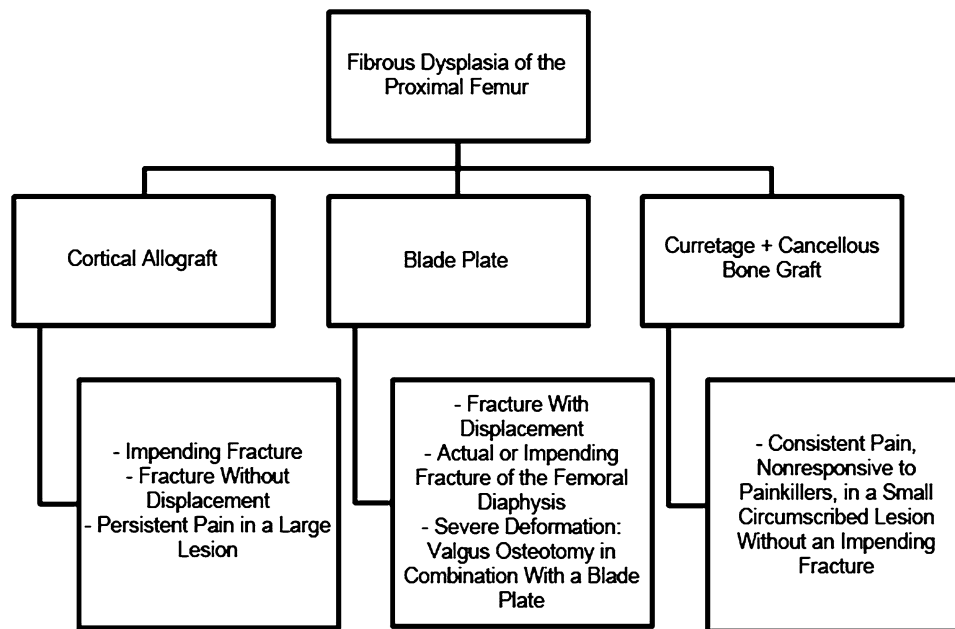 Fibrous Dysplasia of the
Proximal Femur
Cortical Allograft
Blade Plate
Curretage + Cancellous
Bone Graft
- Impending Fracture
- Fracture Without
Displacement
- Persistent Pain in a Large
Lesion
- Fracture With
Displacement
- Actual or Impending
Fracture of the Femoral
Diaphysis
- Severe Deformation:
Valgus Osteotomy in
Combination With a Blade
Plate
- Consistent Pain,
Nonresponsive to
Painkillers, in a Small
Circumscribed Lesion
Without an Impending
Fracture